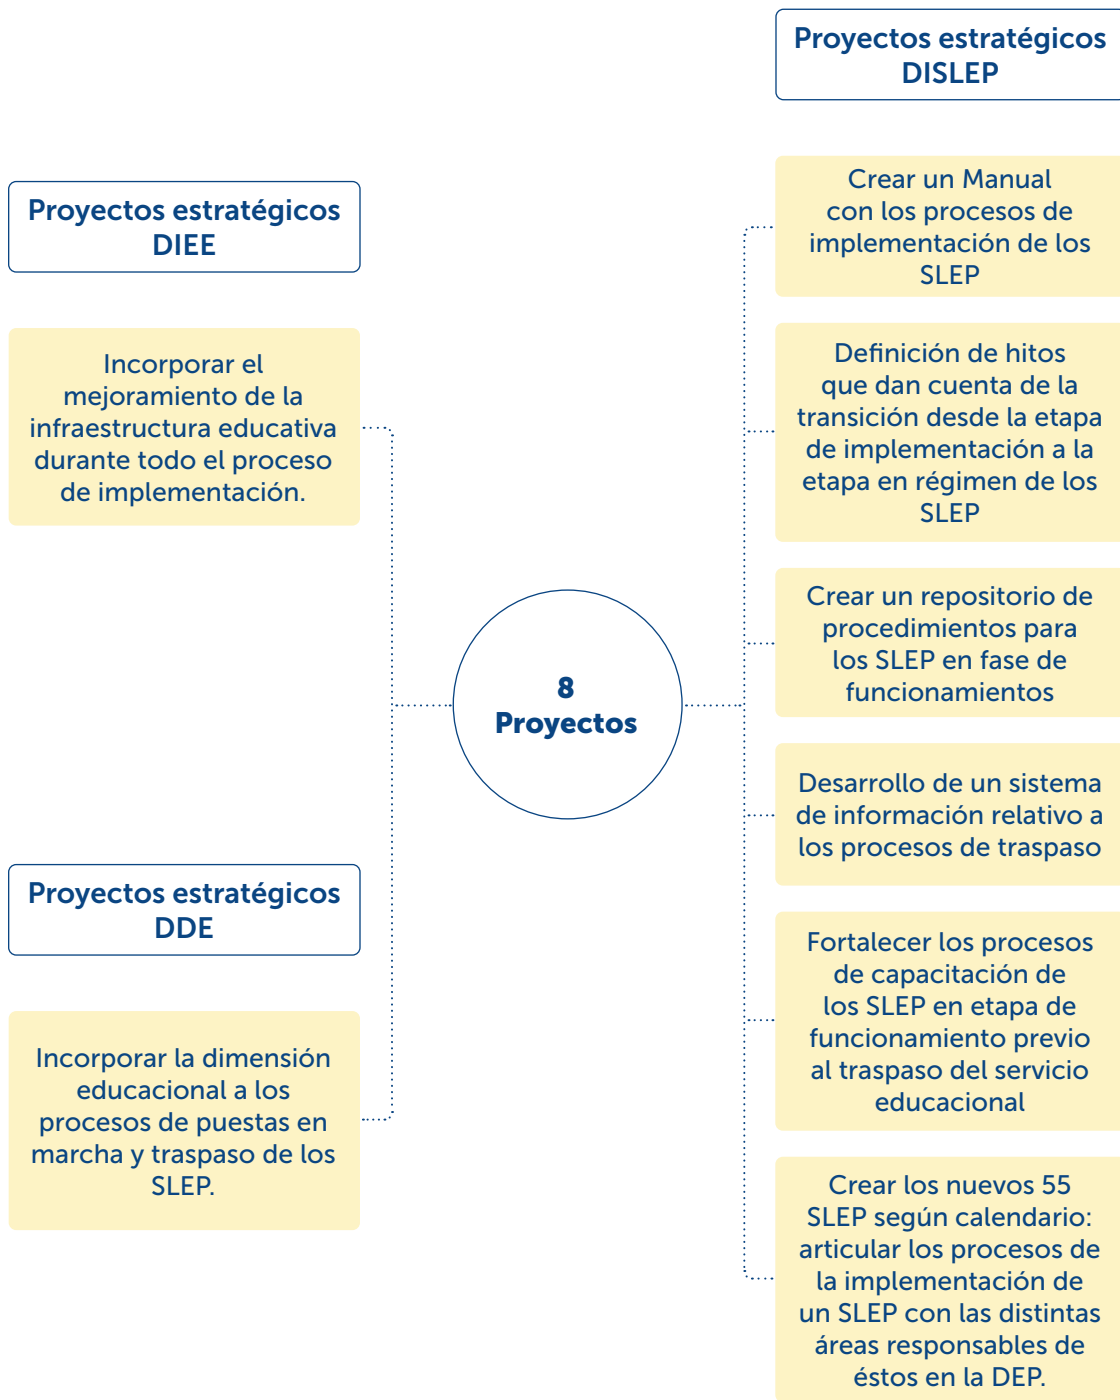 Proyectos estratégicos
DIEE
Incorporar el
mejoramiento de la
infraestructura educativa
durante todo el proceso
de implementación.
Proyectos estratégicos
DDE
Incorporar la dimensión
educacional a los
procesos de puestas en
marcha y traspaso de los
SLEP.
8
Proyectos
Proyectos estratégicos
DISLEP
Crear un Manual
con los procesos de
implementación de los
SLEP
Definición de hitos
que dan cuenta de la
transición desde la etapa
de implementación a la
etapa en régimen de los
SLEP
Crear un repositorio de
procedimientos para
los SLEP en fase de
funcionamientos
Desarrollo de un sistema
de información relativo a
los procesos de traspaso
Fortalecer los procesos
de capacitación de
los SLEP en etapa de
funcionamiento previo
al traspaso del servicio
educacional
Crear los nuevos 55
SLEP según calendario:
articular los procesos de
la implementación de
un SLEP con las distintas
áreas responsables de
éstos en la DEP.